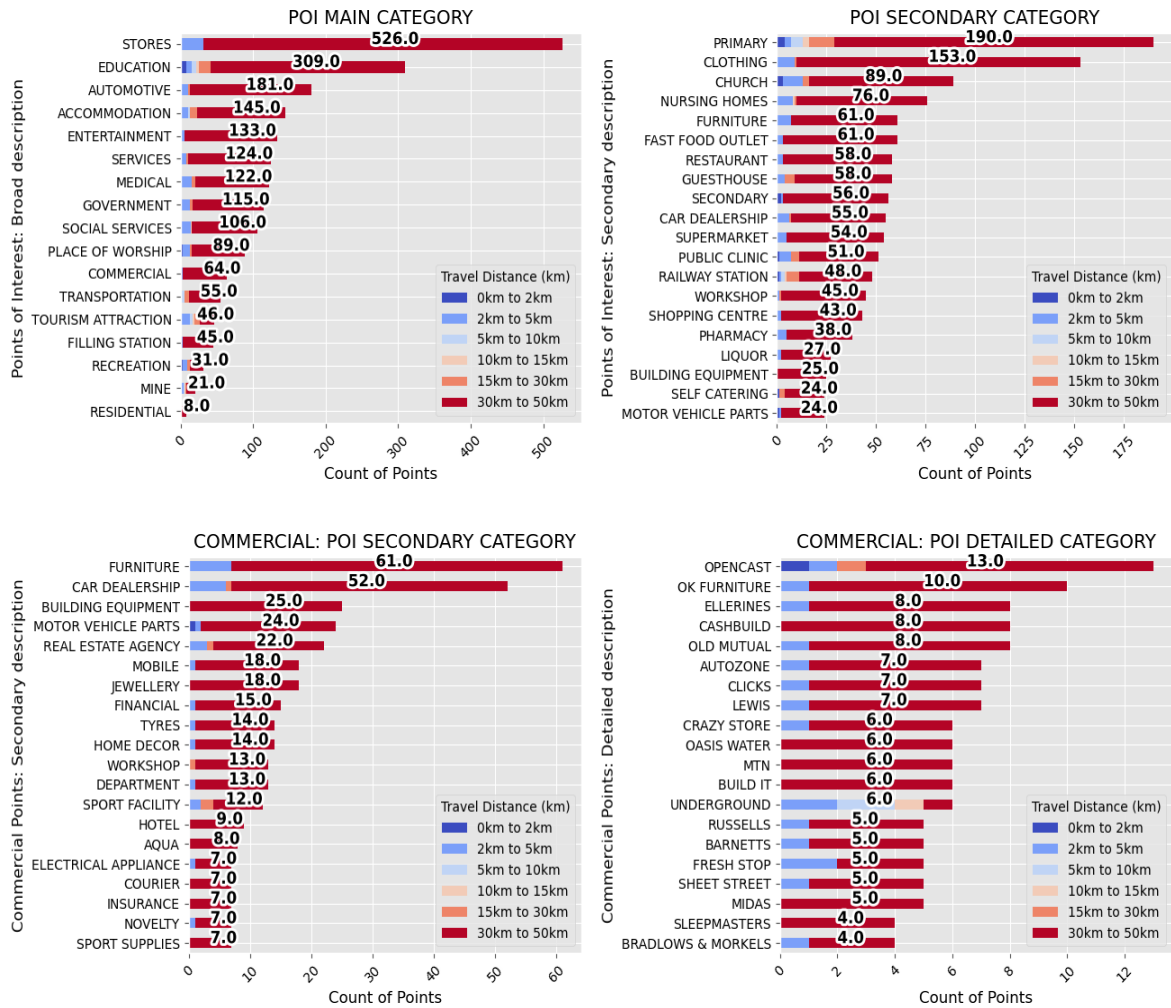 POI MAIN CATEGORY
Points of Interest: Broad description
STORES 526.0
EDUCATION 309.0
AUTOMOTIVE 181.0
ACCOMMODATION 145.0
ENTERTAINMENT 133.0
SERVICES 124.0
MEDICAL 122.0
GOVERNMENT 115.0
SOCIAL SERVICES 106.0
PLACE OF WORSHIP 89.0
COMMERCIAL 64.0
TRANSPORTATION 55.0
TOURISM ATTRACTION 46.0
FILLING STATION 45.0
RECREATION 31.0
MINE 21.0
RESIDENTIAL 8.0
Travel Distance (km)
0km to 2km
2km to 5km
5km to 10km
10km to 15km
15km to 30km
30km to 50km
0 100 200 300 400 500
Count of Points
POI SECONDARY CATEGORY
Points of Interest: Secondary description
PRIMARY 190.0
CLOTHING 153.0
CHURCH 89.0
NURSING HOMES 76.0
FURNITURE 61.0
FAST FOOD OUTLET 61.0
RESTAURANT 58.0
GUESTHOUSE 58.0
SECONDARY 56.0
CAR DEALERSHIP 55.0
SUPERMARKET 54.0
PUBLIC CLINIC 51.0
RAILWAY STATION 48.0
WORKSHOP 45.0
SHOPPING CENTRE 43.0
PHARMACY 38.0
LIQUOR 27.0
BUILDING EQUIPMENT 25.0
SELF CATERING 24.0
MOTOR VEHICLE PARTS 24.0
Travel Distance (km)
0km to 2km
2km to 5km
5km to 10km
10km to 15km
15km to 30km
30km to 50km
0 25 50 75 100 125 150 175
Count of Points
COMMERCIAL: POI SECONDARY CATEGORY
Commercial Points: Secondary description
FURNITURE 61.0
CAR DEALERSHIP 52.0
BUILDING EQUIPMENT 25.0
MOTOR VEHICLE PARTS 24.0
REAL ESTATE AGENCY 22.0
MOBILE 18.0
JEWELLERY 18.0
FINANCIAL 15.0
TYRES 14.0
HOME DECOR 14.0
WORKSHOP 13.0
DEPARTMENT 13.0
SPORT FACILITY 12.0
HOTEL 9.0
AQUA 8.0
ELECTRICAL APPLIANCE 7.0
COURIER 7.0
INSURANCE 7.0
NOVELTY 7.0
SPORT SUPPLIES 7.0
Travel Distance (km)
0km to 2km
2km to 5km
5km to 10km
10km to 15km
15km to 30km
30km to 50km
0 10 20 30 40 50 60
Count of Points
COMMERCIAL: POI DETAILED CATEGORY
Commercial Points: Detailed description
OPENCAST 13.0
OK FURNITURE 10.0
ELLERINES 8.0
CASHBUILD 8.0
OLD MUTUAL 8.0
AUTOZONE 7.0
CLICKS 7.0
LEWIS 7.0
CRAZY STORE 6.0
OASIS WATER 6.0
MTN 6.0
BUILD IT 6.0
UNDERGROUND 6.0
RUSSELLS 5.0
BARNETTS 5.0
FRESH STOP 5.0
SHEET STREET 5.0
MIDAS 5.0
SLEEPMASTERS 4.0
BRADLOWS & MORKELS 4.0
Travel Distance (km)
0km to 2km
2km to 5km
5km to 10km
10km to 15km
15km to 30km
30km to 50km
0 2 4 6 8 10 12
Count of Points